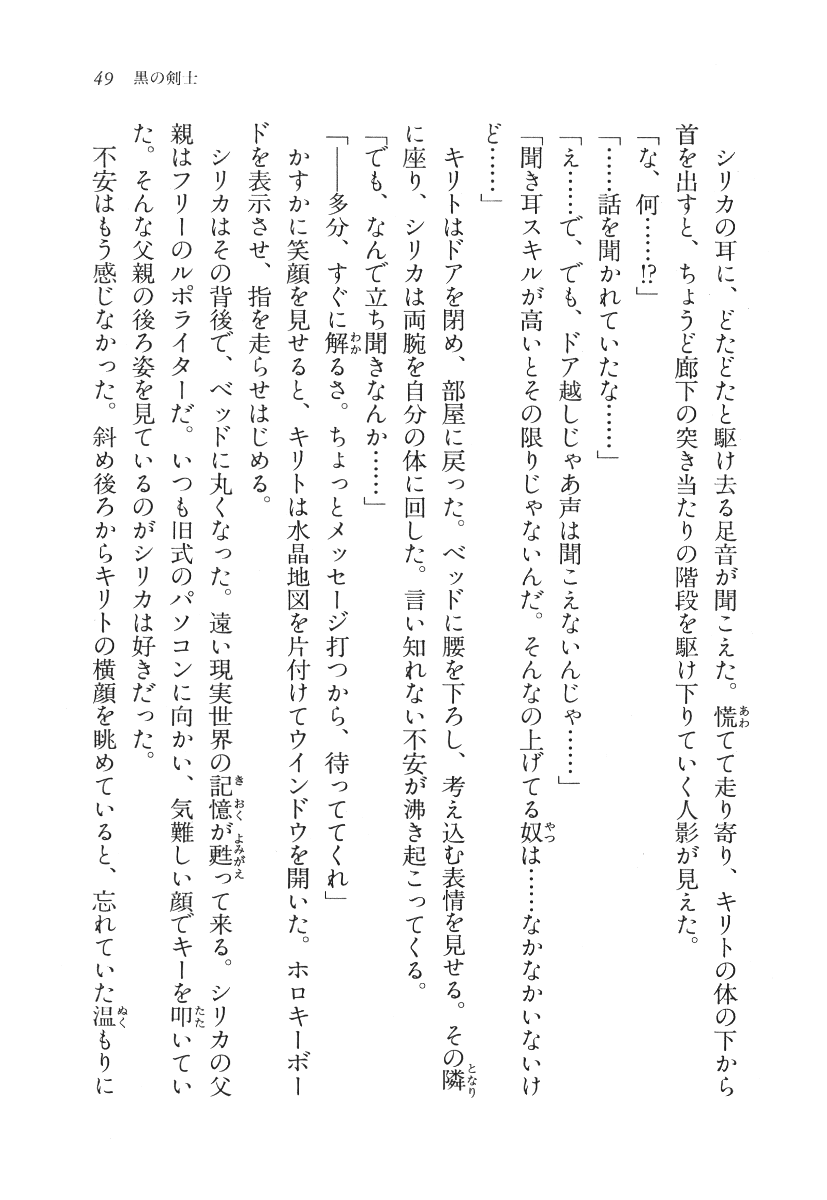 49 黒の剣士
　シリカの耳に、どたどたと駆け去る足音が聞こえた。慌てて走り寄り、キリトの体の下から
首を出すと、ちょうど廊下の突き当たりの階段を駆け下りていく人影が見えた。
「な、何……!?」
「……話を聞かれていたな……」
「え……で、でも、ドア越しじゃあ声は聞こえないんじゃ……」
「聞き耳スキルが高いとその限りじゃないんだ。そんなの上げてる奴は……なかなかいないけ
ど……」
　キリトはドアを閉め、部屋に戻った。ベッドに腰を下ろし、考え込む表情を見せる。その隣
に座り、シリカは両腕を自分の体に回した。言い知れない不安が沸き起こってくる。
「でも、なんで立ち聞きなんか……」
「――多分、すぐに解るさ。ちょっとメッセージ打つから、待っててくれ」
　かすかに笑顔を見せると、キリトは水晶地図を片付けてウインドウを開いた。ホロキーボー
ドを表示させ、指を走らせはじめる。
　シリカはその背後で、ベッドに丸くなった。遠い現実世界の記憶が甦って来る。シリカの父
親はフリーのルポライターだ。いつも旧式のパソコンに向かい、気難しい顔でキーを叩いてい
た。そんな父親の後ろ姿を見ているのがシリカは好きだった。
　不安はもう感じなかった。斜め後ろからキリトの横顔を眺めていると、忘れていた温もりに